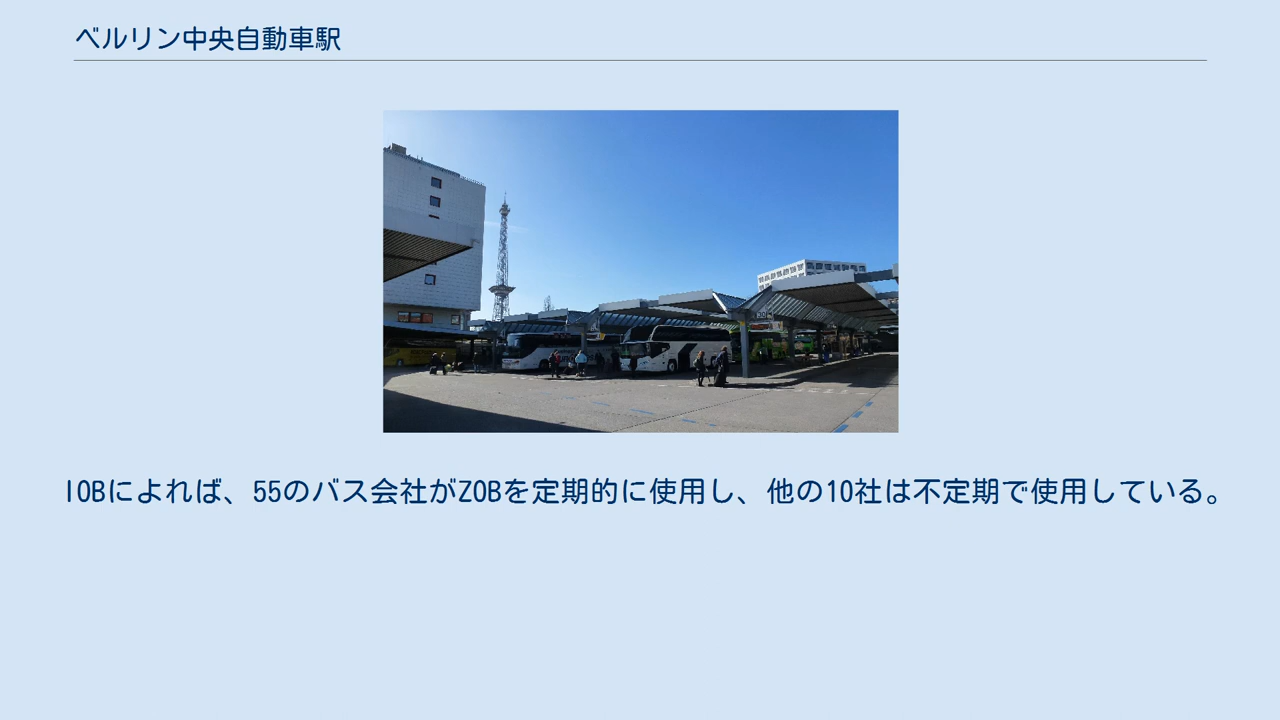 ベルリン中央自動車駅
IOBによれば、55のバス会社がZOBを定期的に使用し、他の10社は不定期で使用している。